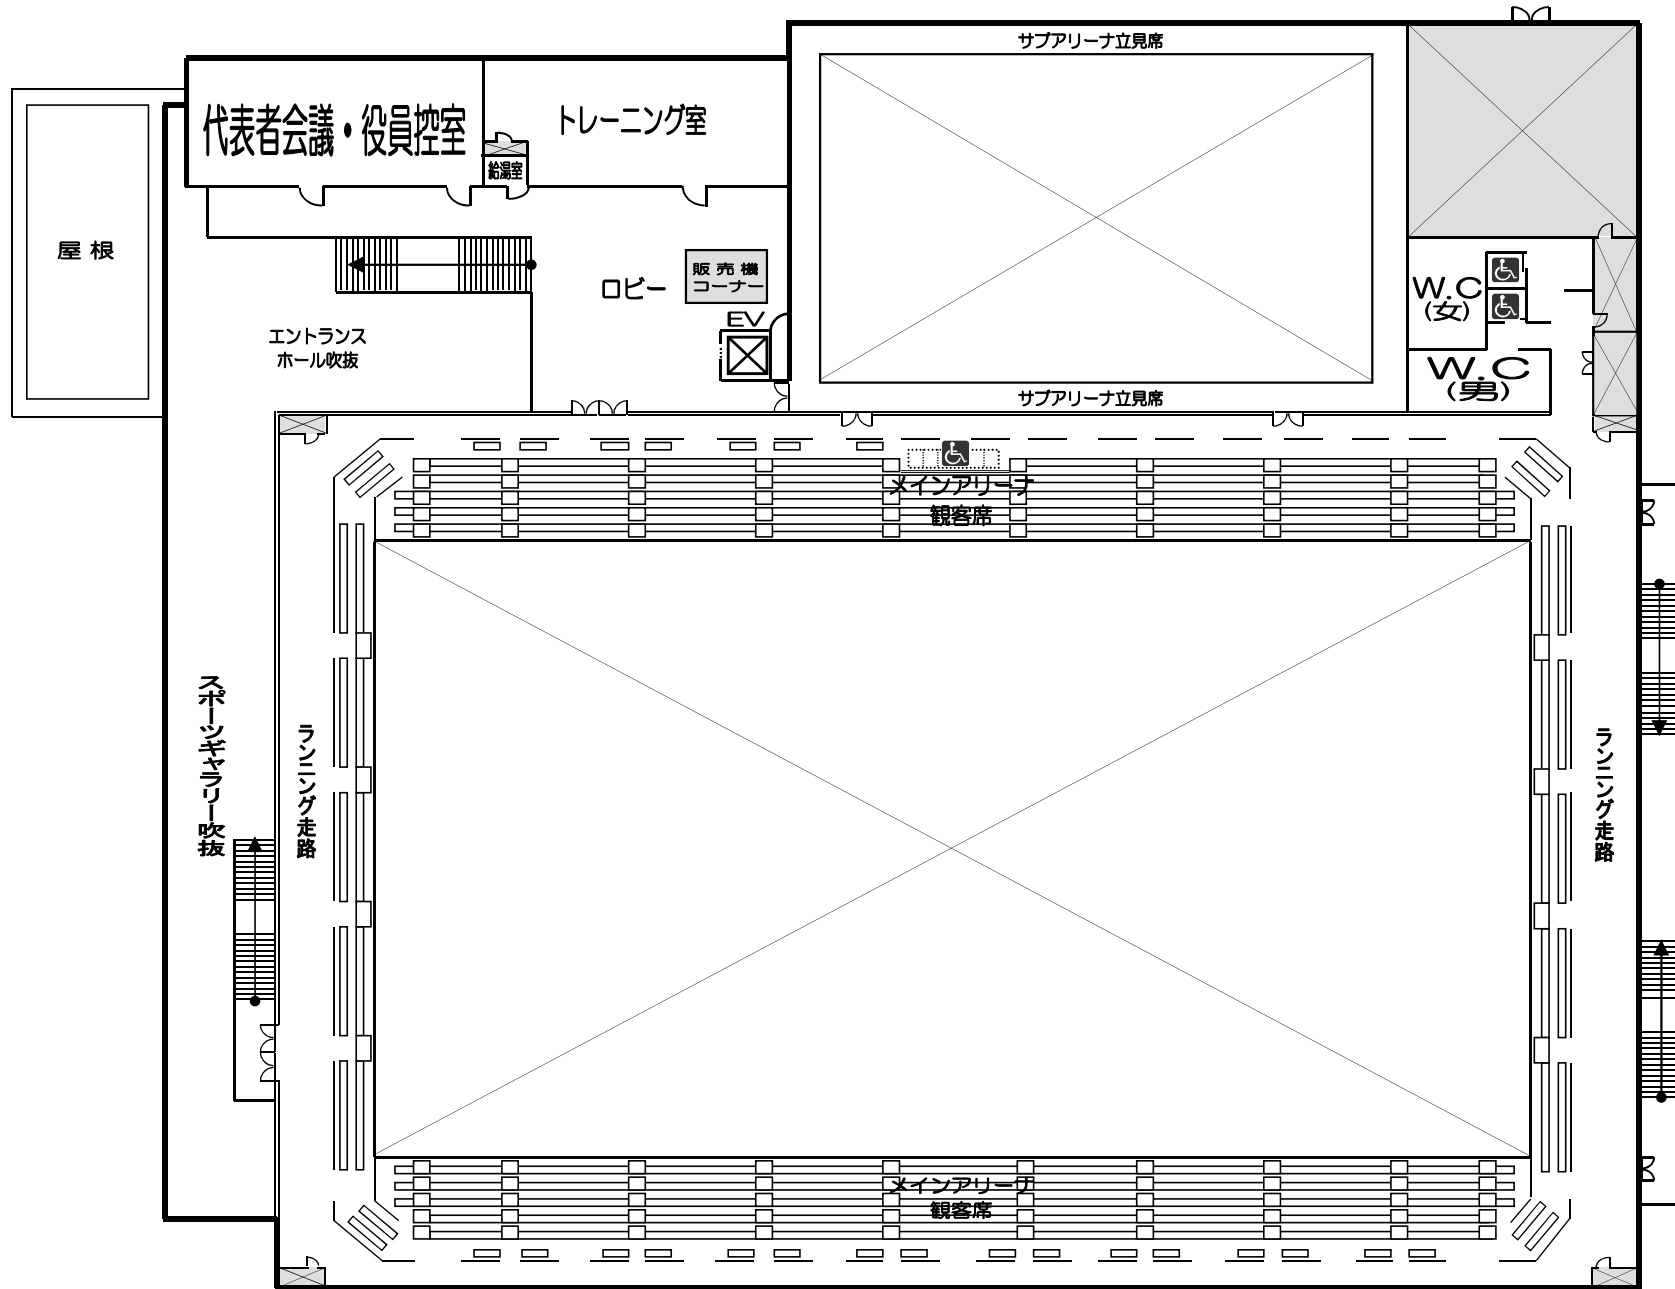 サブアリーナ立見席
代表者会議・役員控室
トレーニング室
給湯室
屋根
ロビー
販売機
コーナー
EV
エントランス
ホール吹抜
W.C
(女)
W.C
(男)
サブアリーナ立見席
メインアリーナ
観客席
スポーツギャラリー吹抜
ランニング走路
ランニング走路
メインアリーナ
観客席